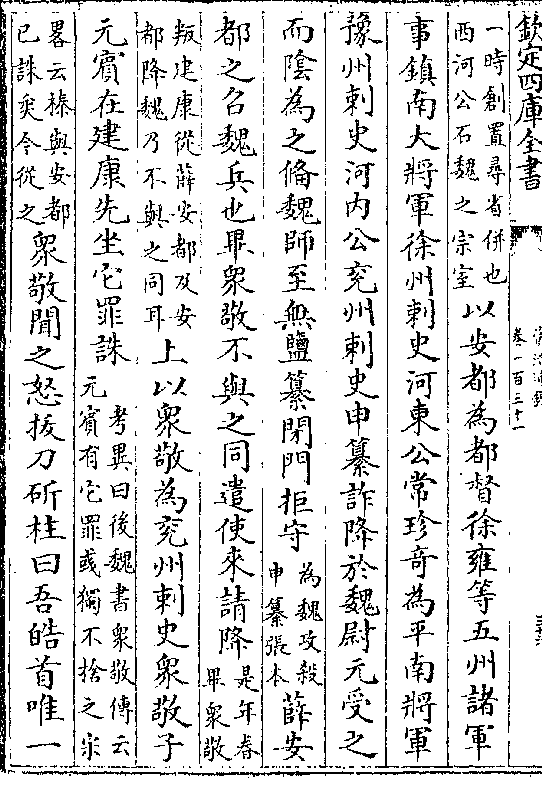 欽定四庫全書
資治通鑑
卷一百三十一
一時創置尋省併也
西河公石魏之宗室
以安都為都督徐雍等五州諸軍
事鎮南大將軍徐州刺史河東公常珍奇為平南將軍
豫州刺史河內公兖州刺史申纂詐降於魏尉元受之
而陰為之備魏師至無鹽纂閉門拒守
為魏攻殺
申纂張本
薛安
都之召魏兵也畢衆敬不與之同遣使來請降
是年春
畢衆敬
叛建康從薛安都及安
都降魏乃不與之同耳
上以衆敬為兖州刺史衆敬子
元賓在建康先坐它罪誅
考異曰後魏書衆敬傳云
元賓有它罪彧獨不捨之宋
畧云標與安都
已誅矣今從之
衆敬聞之怒拔刀斫柱曰吾皓首唯一